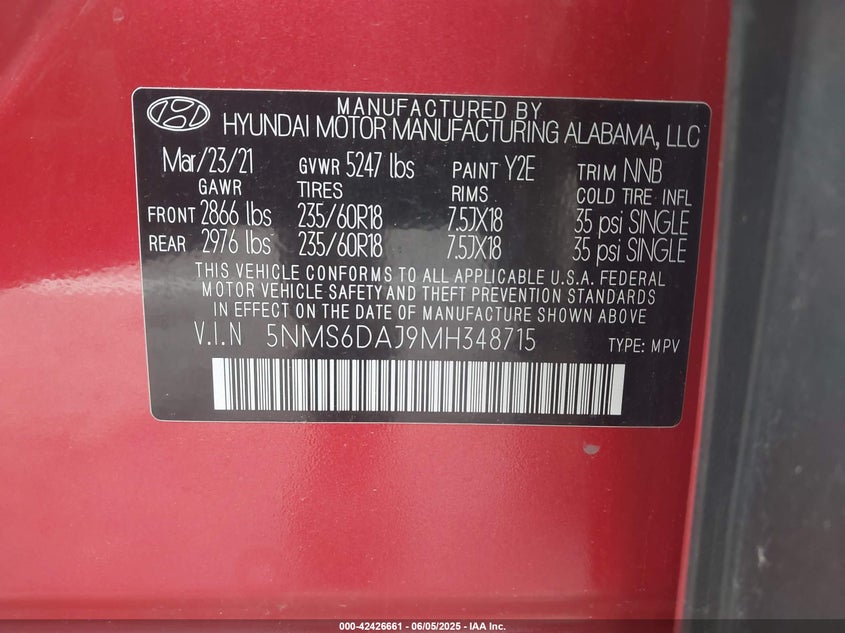 MANUFACTURED BY
HYUNDAI MOTOR MANUFACTURING ALABAMA, LLC
Mar/23/21 GVWR 5247 lbs PAINT Y2E TRIM NNB
GAWR TIRES RIMS COLD TIRE INFL
FRONT 2866 lbs 235/60R18 7.5JX18 35 psi SINGLE
REAR 2976 lbs 235/60R18 7.5JX18 35 psi SINGLE
THIS VEHICLE CONFORMS TO ALL APPLICABLE U.S.A. FEDERAL
MOTOR VEHICLE SAFETY AND THEFT PREVENTION STANDARDS
IN EFFECT ON THE DATE OF MANUFACTURE SHOWN ABOVE
V.I.N 5NMS6DAJ9MH348715 TYPE: MPV
000-42426661 - 06/05/2025 - IAA Inc.